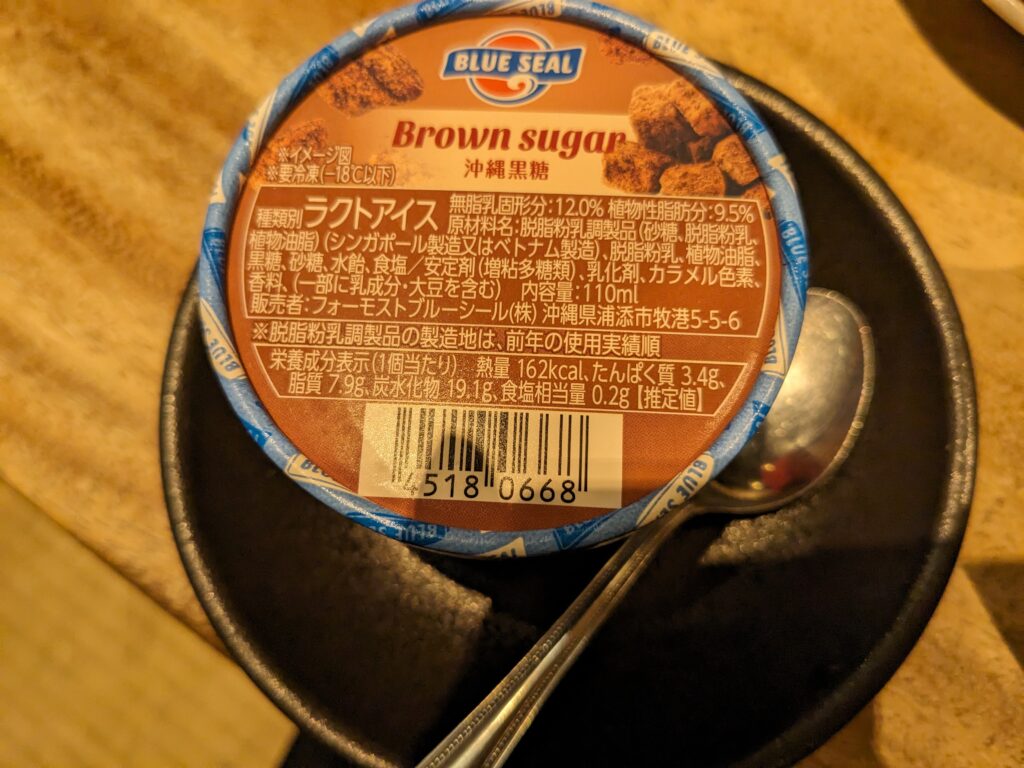 BLUE SEAL
Brown sugar
沖縄黒糖
※イメージ図
※要冷凍(−18℃以下)
種類別 ラクトアイス 無脂乳固形分:12.0% 植物性脂肪分:9.5%
原材料名:脱脂粉乳調製品(砂糖、脱脂粉乳、
植物油脂)(シンガポール製造又はベトナム製造)、脱脂粉乳、植物油脂、
黒糖、砂糖、水飴、食塩/安定剤(増粘多糖類)、乳化剤、カラメル色素、
香料、(一部に乳成分・大豆を含む) 内容量:110ml
販売者:フォーモストブルーシール(株) 沖縄県浦添市牧港5-5-6
※脱脂粉乳調製品の製造地は、前年の使用実績順
栄養成分表示(1個当たり) 熱量 162kcal、たんぱく質 3.4g、
脂質 7.9g、炭水化物 19.1g、食塩相当量 0.2g【推定値】
4518 0668